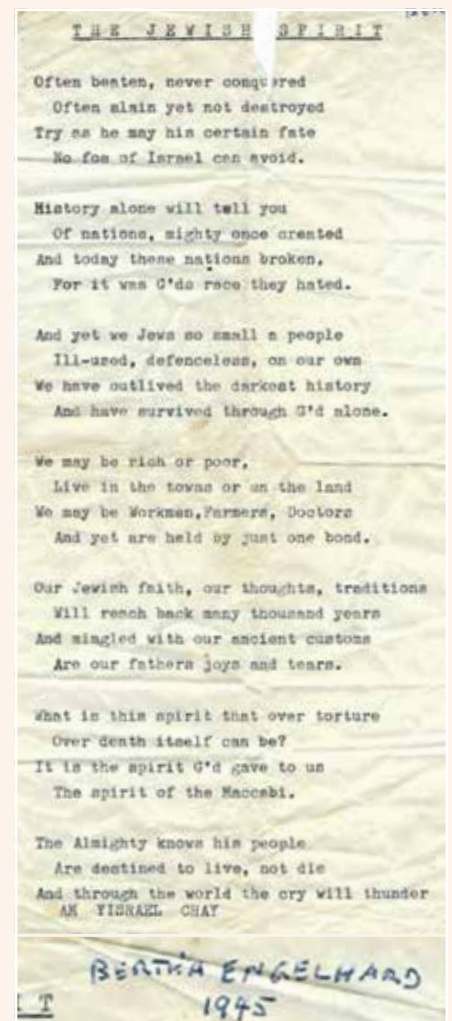 THE JEWISH SPIRIT
Often beaten, never conquered
Often slain yet not destroyed
Try as he may his certain fate
No foe of Israel can avoid.
History alone will tell you
Of nations, mighty once created
And today these nations broken,
For it was G'ds race they hated.
And yet we Jews so small a people
Ill-used, defenceless, on our own
We have outlived the darkest history
And have survived through G'd alone.
We may be rich or poor,
Live in the towns or on the land
We may be Workmen,Farmers, Doctors
And yet are held by just one bond.
Our Jewish faith, our thoughts, traditions
Will reach back many thousand years
And mingled with our ancient customs
Are our fathers joys and tears.
What is this spirit that over torture
Over death itself can be?
It is the spirit G'd gave to us
The spirit of the Maccabi.
The Almighty knows his people
Are destined to live, not die
And through the world the cry will thunder
AM YISRAEL CHAY
BERTHA ENGELHARD
I T
1945